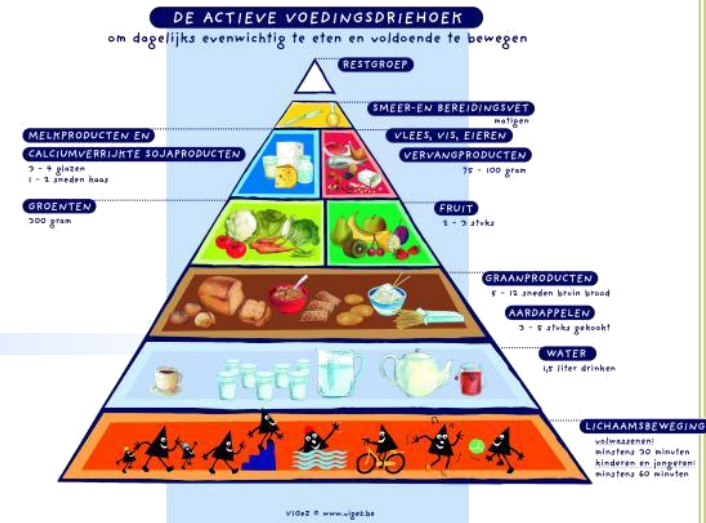 DE ACTIEVE VOEDINGSDRIEHOEK
om dagelijks evenwichtig te eten en voldoende te bewegen
RESTGROEP
SMEER-EN BEREIDINGSVET
matigen
MELKPRODUCTEN EN
CALCIUMVERRIJKTE SOJAPRODUCTEN
3 - 4 glazen
1 - 2 sneden kaas
VLEES, VIS, EIEREN
VERVANGPRODUCTEN
75 - 100 gram
GROENTEN
300 gram
FRUIT
2 - 3 stuks
GRAANPRODUCTEN
5 - 12 sneden bruin brood
AARDAPPELEN
3 - 5 stuks gekookt
WATER
1,5 liter drinken
LICHAAMSBEWEGING
volwassenen:
minstens 30 minuten
kinderen en jongeren:
minstens 60 minuten
VIGeZ © www.vigez.be